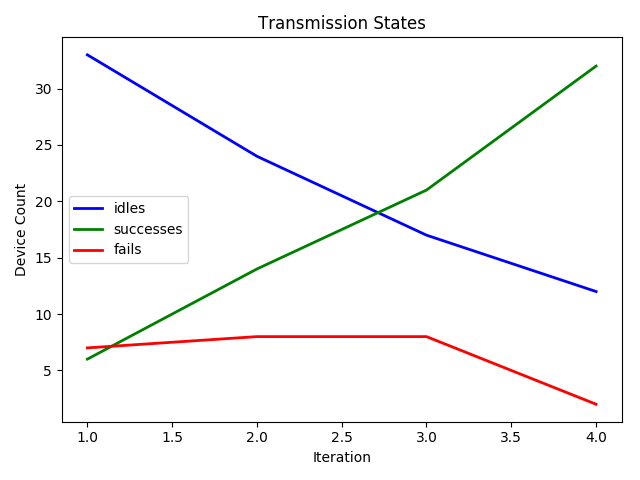 Transmission States
30
25
20
15
10
5
Device Count
idles
successes
fails
1.0 1.5 2.0 2.5 3.0 3.5 4.0
Iteration